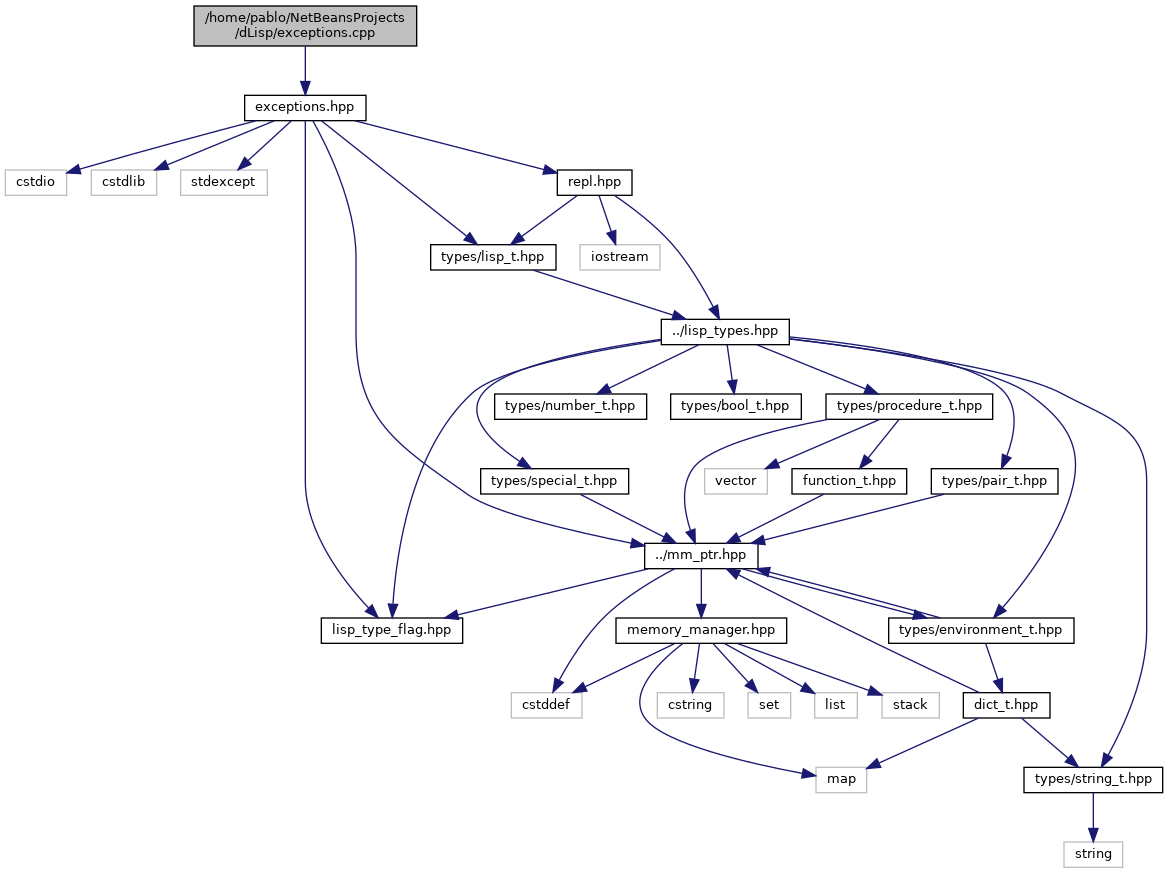 /home/pablo/NetBeansProjects
/dLisp/exceptions.cpp
exceptions.hpp
cstdio
cstdlib
stdexcept
repl.hpp
types/lisp_t.hpp
iostream
../lisp_types.hpp
types/number_t.hpp
types/bool_t.hpp
types/procedure_t.hpp
types/special_t.hpp
vector
function_t.hpp
types/pair_t.hpp
../mm_ptr.hpp
lisp_type_flag.hpp
memory_manager.hpp
types/environment_t.hpp
cstddef
cstring
set
list
stack
dict_t.hpp
map
types/string_t.hpp
string